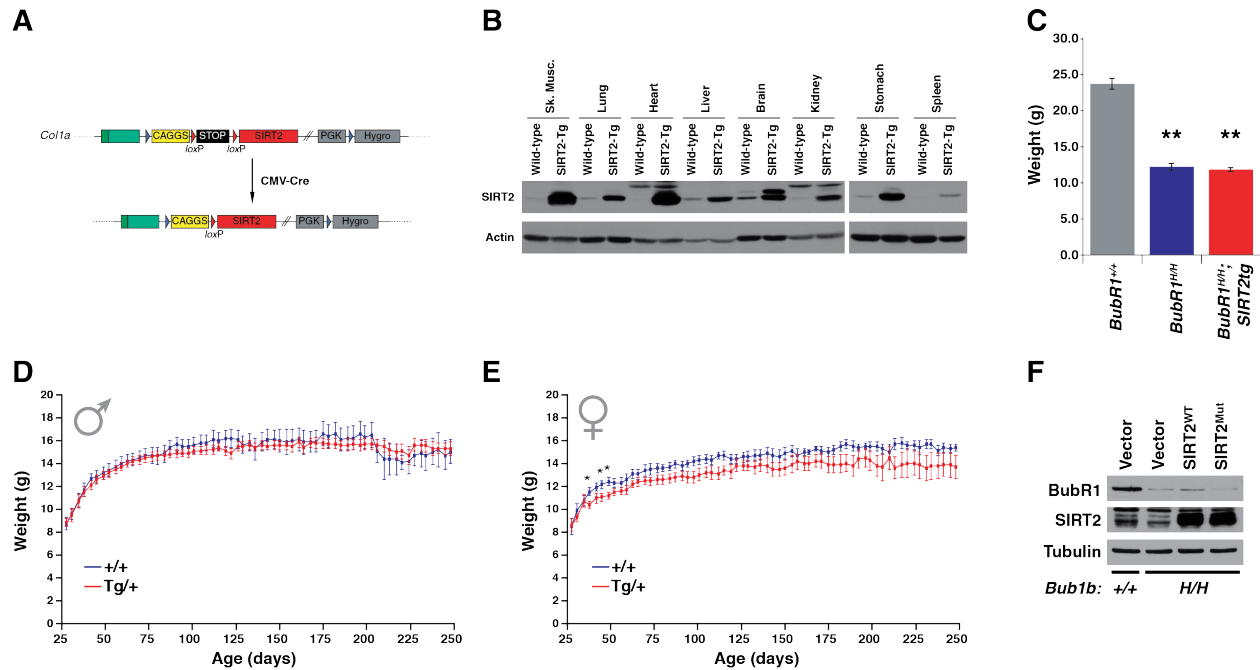 A
Col1a
CAGGS
STOP
SIRT2
PGK
Hygro
loxP
loxP
CMV-Cre
CAGGS
SIRT2
PGK
Hygro
loxP
B
Sk. Musc.
Lung
Heart
Liver
Brain
Kidney
Stomach
Spleen
Wild-type
SIRT2-Tg
Wild-type
SIRT2-Tg
Wild-type
SIRT2-Tg
Wild-type
SIRT2-Tg
Wild-type
SIRT2-Tg
Wild-type
SIRT2-Tg
Wild-type
SIRT2-Tg
Wild-type
SIRT2-Tg
SIRT2
Actin
C
Weight (g)
30.0
25.0
20.0
15.0
10.0
5.0
0.0
**
**
BubR1+/+
BubR1H/H
BubR1H/H;
SIRT2tg
D
Weight (g)
20
18
16
14
12
10
8
6
4
2
0
+/+
Tg/+
25 50 75 100 125 150 175 200 225 250
Age (days)
E
Weight (g)
20
18
16
14
12
10
8
6
4
2
0
* **
+/+
Tg/+
25 50 75 100 125 150 175 200 225 250
Age (days)
F
Vector
Vector
SIRT2WT
SIRT2Mut
BubR1
SIRT2
Tubulin
Bub1b: +/+ H/H